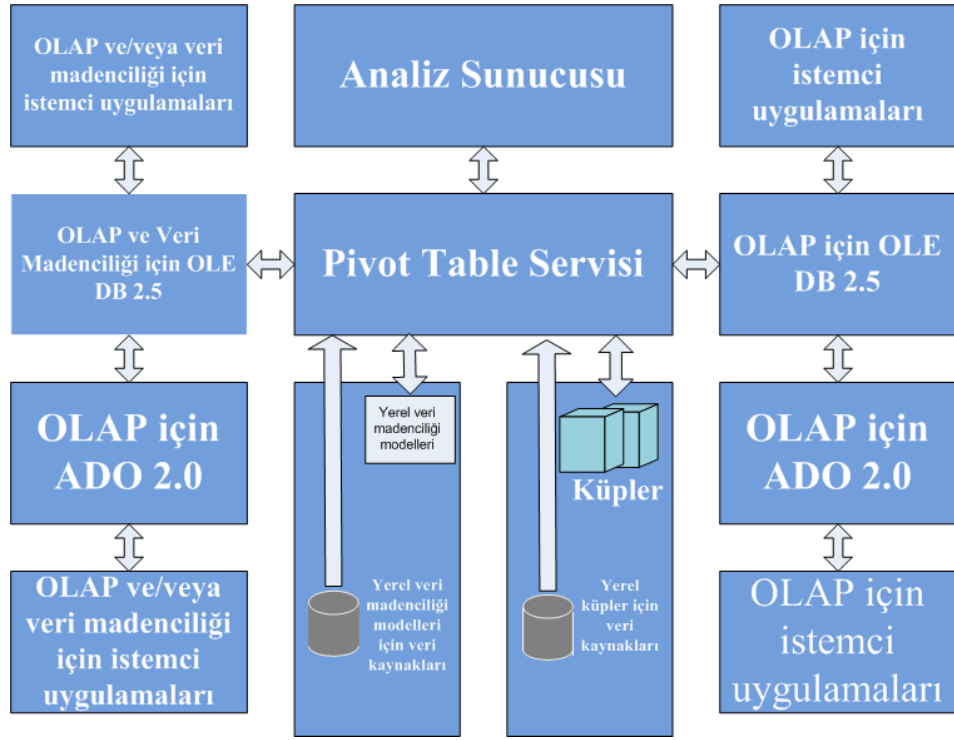 OLAP ve/veya veri
madenciliği için
istemci uygulamaları
Analiz Sunucusu
OLAP için
istemci
uygulamaları
OLAP ve Veri
Madenciliği için OLE
DB 2.5
Pivot Table Servisi
OLAP için OLE
DB 2.5
OLAP için
ADO 2.0
Yerel veri
madenciliği
modelleri
Küpler
OLAP için
ADO 2.0
OLAP ve/veya
veri madenciliği
için istemci
uygulamaları
Yerel veri
madenciliği
modelleri
için veri
kaynakları
Yerel
küpler için
veri
kaynakları
OLAP için
istemci
uygulamaları